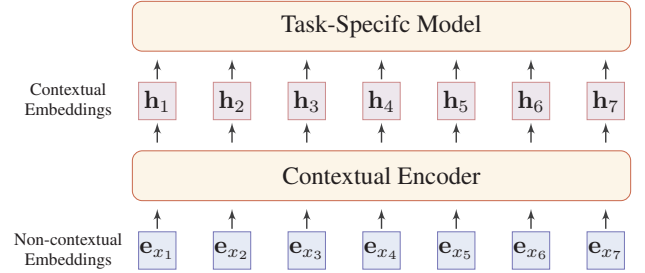 Task-Specifc Model
Contextual
Embeddings
h₁ h₂ h₃ h₄ h₅ h₆ h₇
Contextual Encoder
Non-contextual
Embeddings
eₓ₁ eₓ₂ eₓ₃ eₓ₄ eₓ₅ eₓ₆ eₓ₇